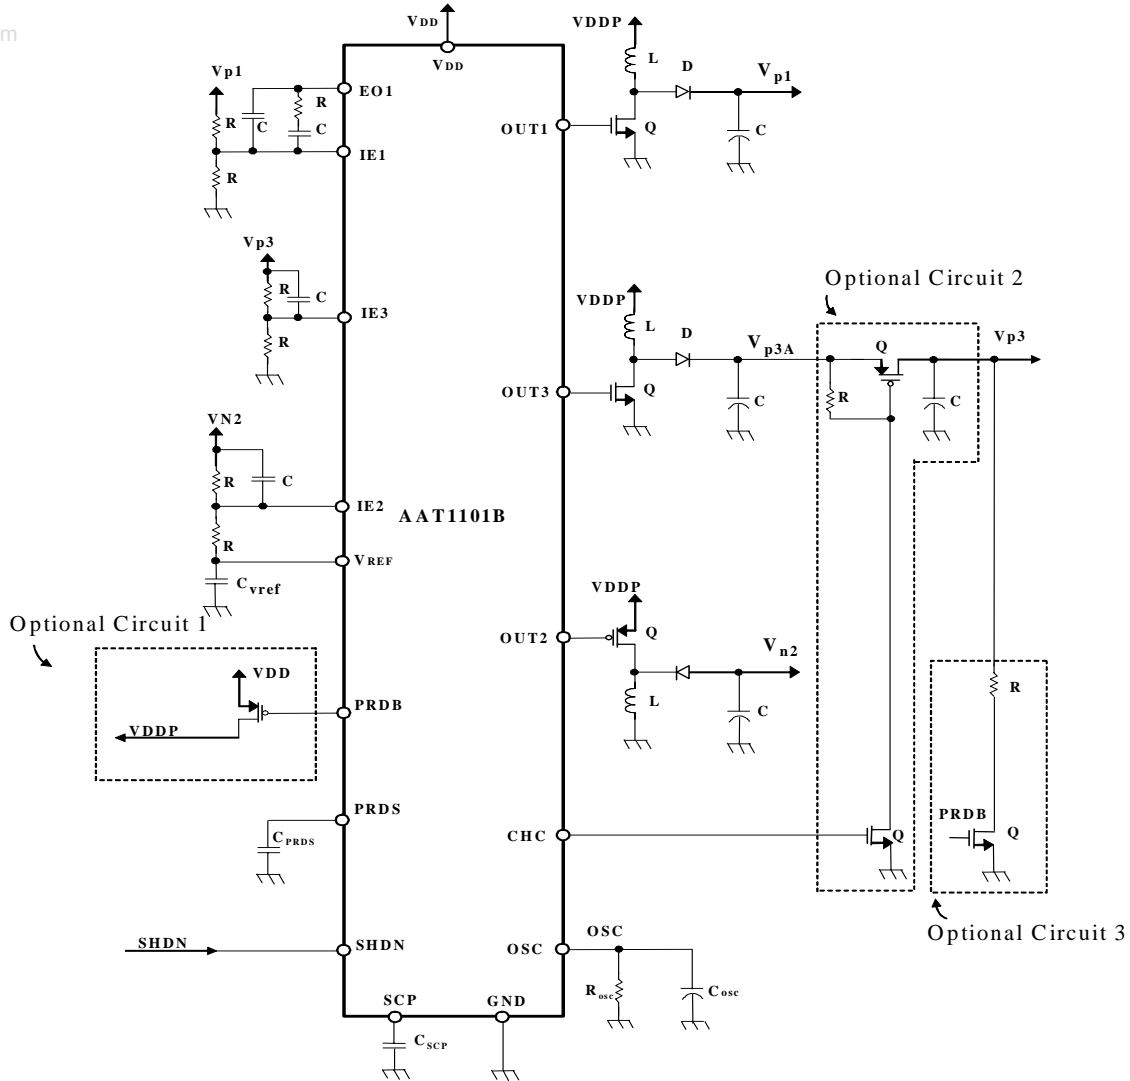 m
VDD
VDDP
VDD
L
D
Vp1
Vp1
EO1
R
R
C
C
OUT1
Q
C
IE1
R
Vp3
Optional Circuit 2
R
C
VDDP
IE3
L
D
Vp3A
Q
Vp3
R
OUT3
Q
C
R
C
VN2
R
C
IE2
AAT1101B
R
VREF
Cvref
VDDP
Optional Circuit 1
OUT2
Q
Vn2
VDD
L
R
PRDB
C
VDDP
PRDS
CPRDS
CHC
Q
PRDB
Q
SHDN
SHDN
OSC
OSC
Optional Circuit 3
Rosc
Cosc
SCP
GND
CSCP